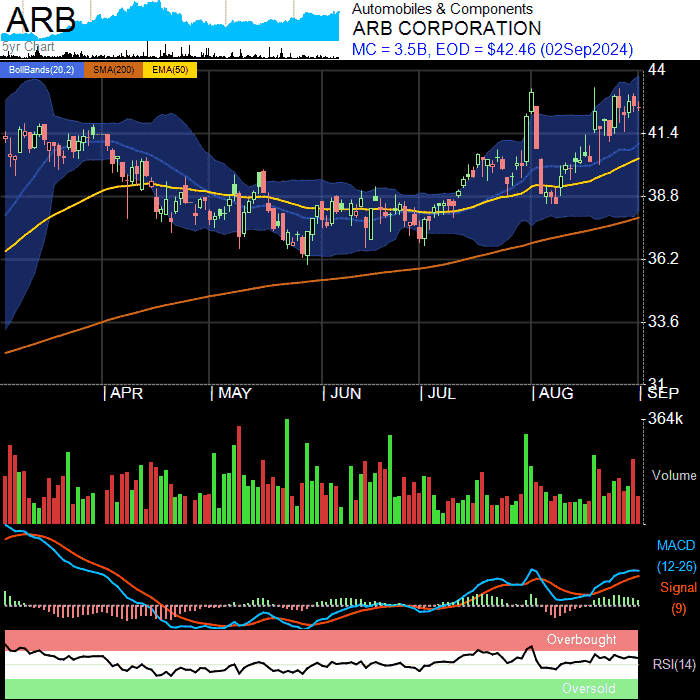 ARB
Automobiles & Components
ARB CORPORATION
MC = 3.5B, EOD = $42.46 (02Sep2024)
5yr Chart
BollBands(20,2) SMA(200) EMA(50)
44
41.4
38.8
36.2
33.6
31
APR MAY JUN JUL AUG SEP
364k
Volume
MACD
(12-26)
Signal
(9)
Overbought
RSI(14)
Oversold